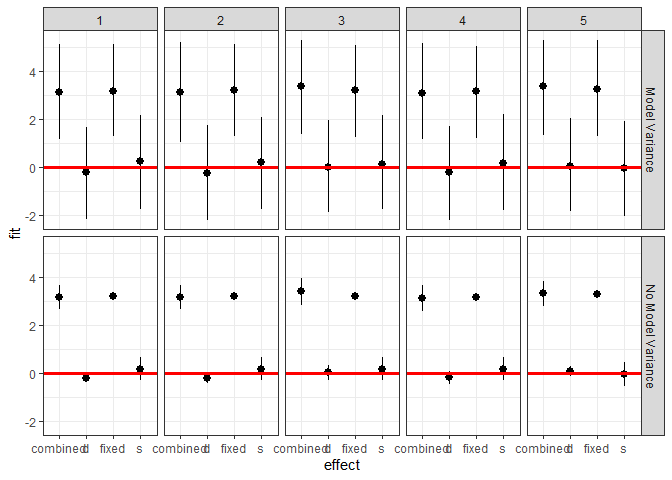 1 2 3 4 5
4
2
0
-2
Model Variance
4
2
0
-2
No Model Variance
fit
combined d fixed s combined d fixed s combined d fixed s combined d fixed s combined d fixed s
effect